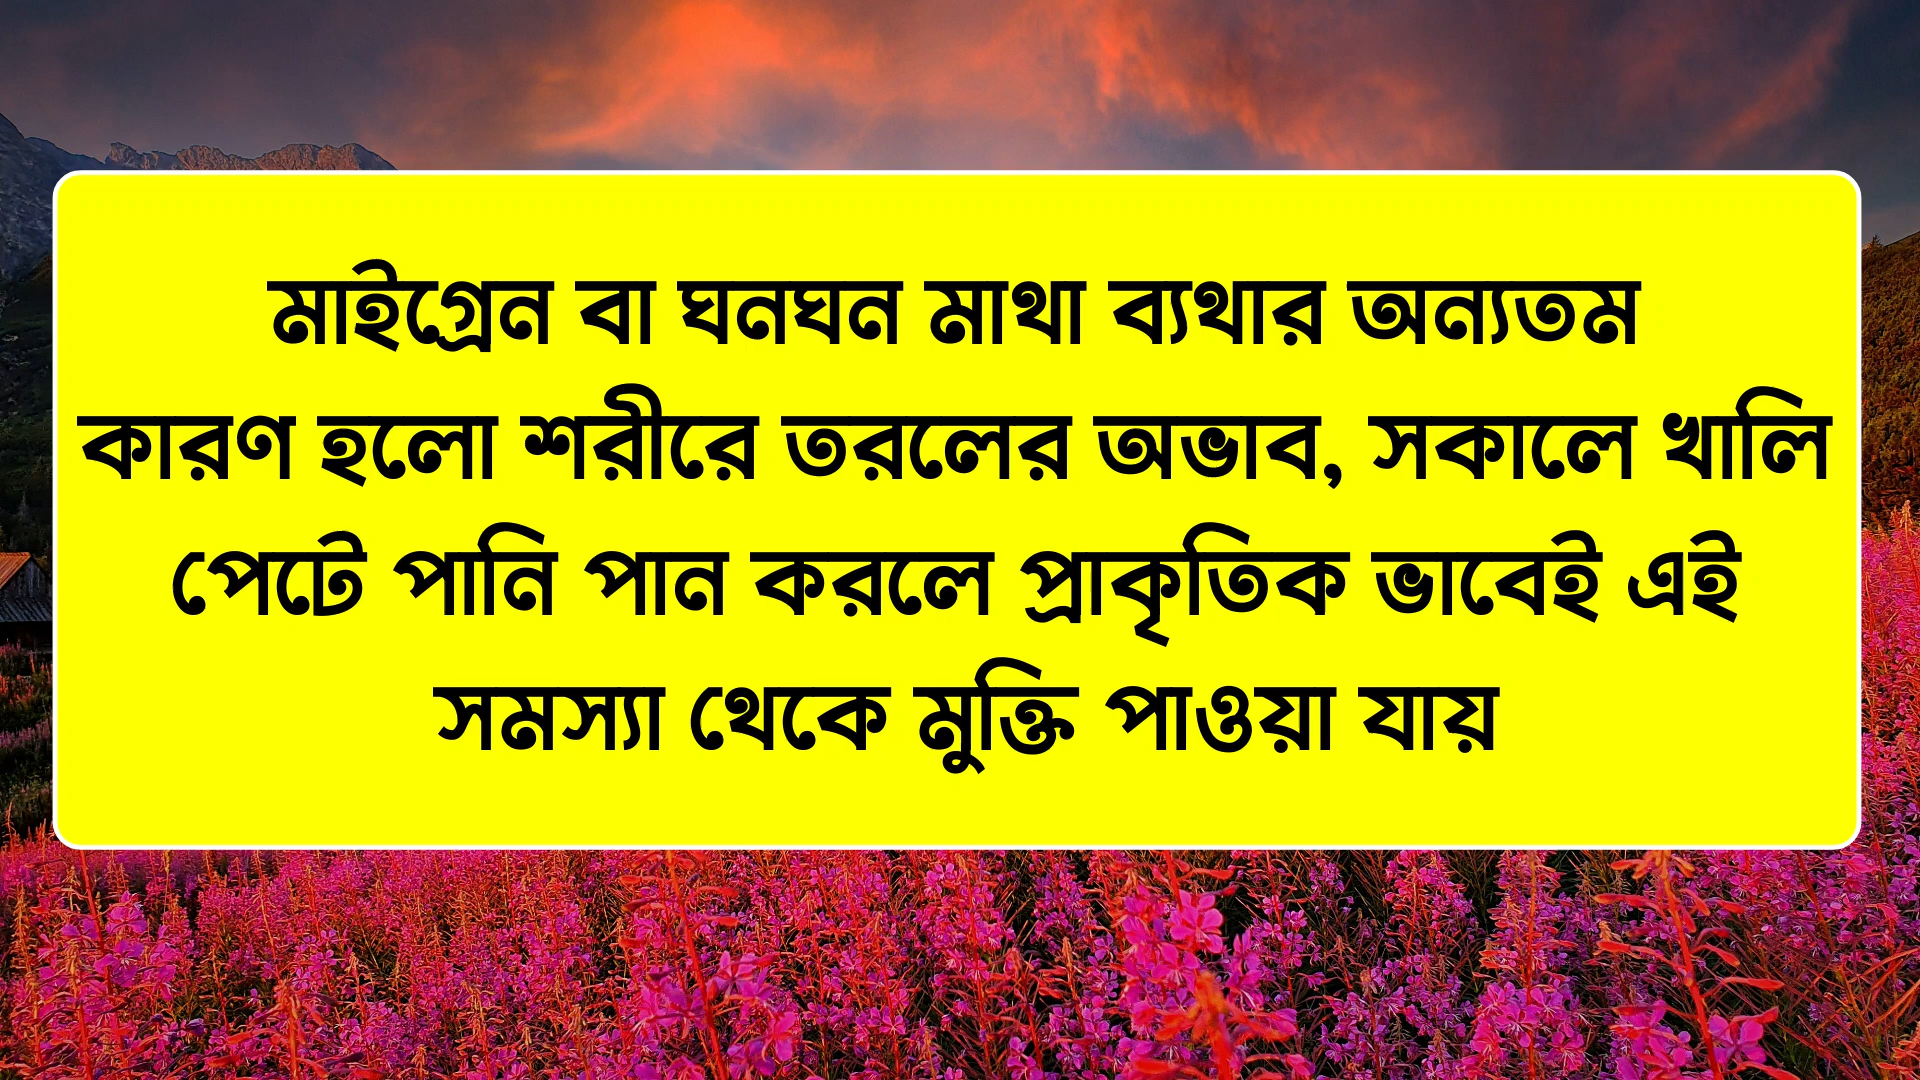 মাইগ্রেন বা ঘনঘন মাথা ব্যথার অন্যতম
কারণ হলো শরীরে তরলের অভাব, সকালে খালি
পেটে পানি পান করলে প্রাকৃতিক ভাবেই এই
সমস্যা থেকে মুক্তি পাওয়া যায়